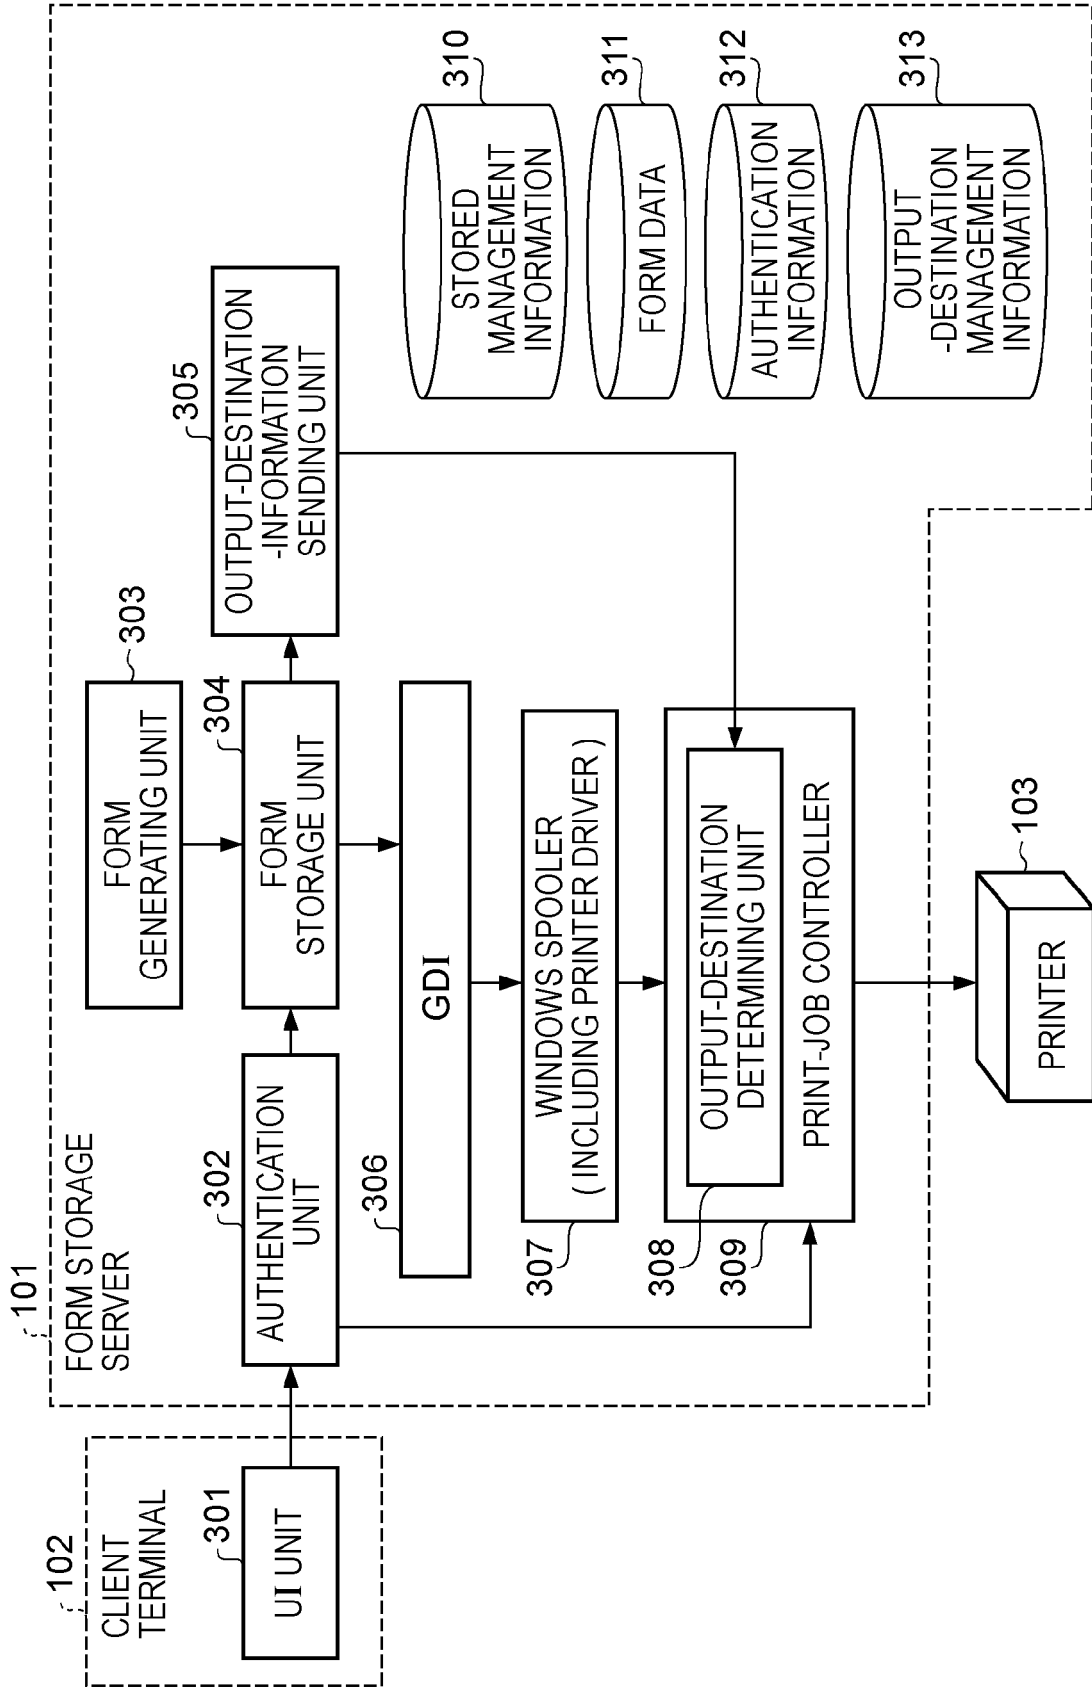 101
FORM STORAGE
SERVER
102
CLIENT
TERMINAL
301
UI UNIT
302
AUTHENTICATION
UNIT
303
FORM
GENERATING UNIT
304
FORM
STORAGE UNIT
305
OUTPUT-DESTINATION
-INFORMATION
SENDING UNIT
306
GDI
307
WINDOWS SPOOLER
( INCLUDING PRINTER DRIVER )
308
OUTPUT-DESTINATION
DETERMINING UNIT
309
PRINT-JOB CONTROLLER
103
PRINTER
310
STORED
MANAGEMENT
INFORMATION
311
FORM DATA
312
AUTHENTICATION
INFORMATION
313
OUTPUT
-DESTINATION
MANAGEMENT
INFORMATION